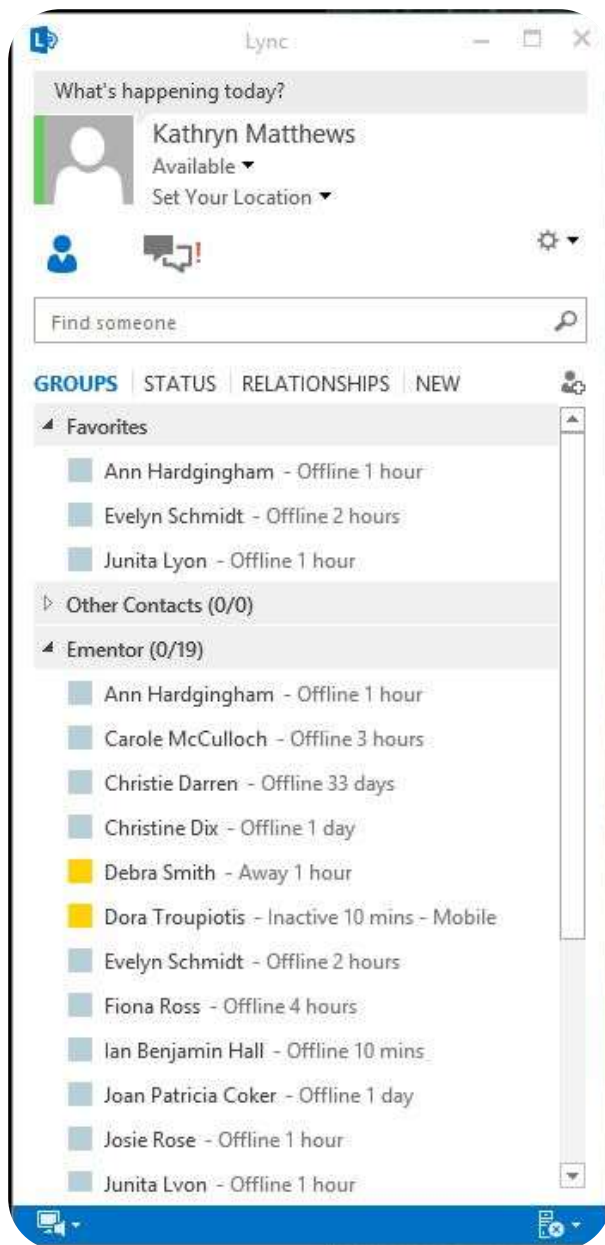 Lync
What's happening today?
Kathryn Matthews
Available
Set Your Location
!
Find someone
GROUPS STATUS RELATIONSHIPS NEW
Favorites
Ann Hardgingham - Offline 1 hour
Evelyn Schmidt - Offline 2 hours
Junita Lyon - Offline 1 hour
Other Contacts (0/0)
Ementor (0/19)
Ann Hardgingham - Offline 1 hour
Carole McCulloch - Offline 3 hours
Christie Darren - Offline 33 days
Christine Dix - Offline 1 day
Debra Smith - Away 1 hour
Dora Troupiotis - Inactive 10 mins - Mobile
Evelyn Schmidt - Offline 2 hours
Fiona Ross - Offline 4 hours
Ian Benjamin Hall - Offline 10 mins
Joan Patricia Coker - Offline 1 day
Josie Rose - Offline 1 hour
Junita Lyon - Offline 1 hour